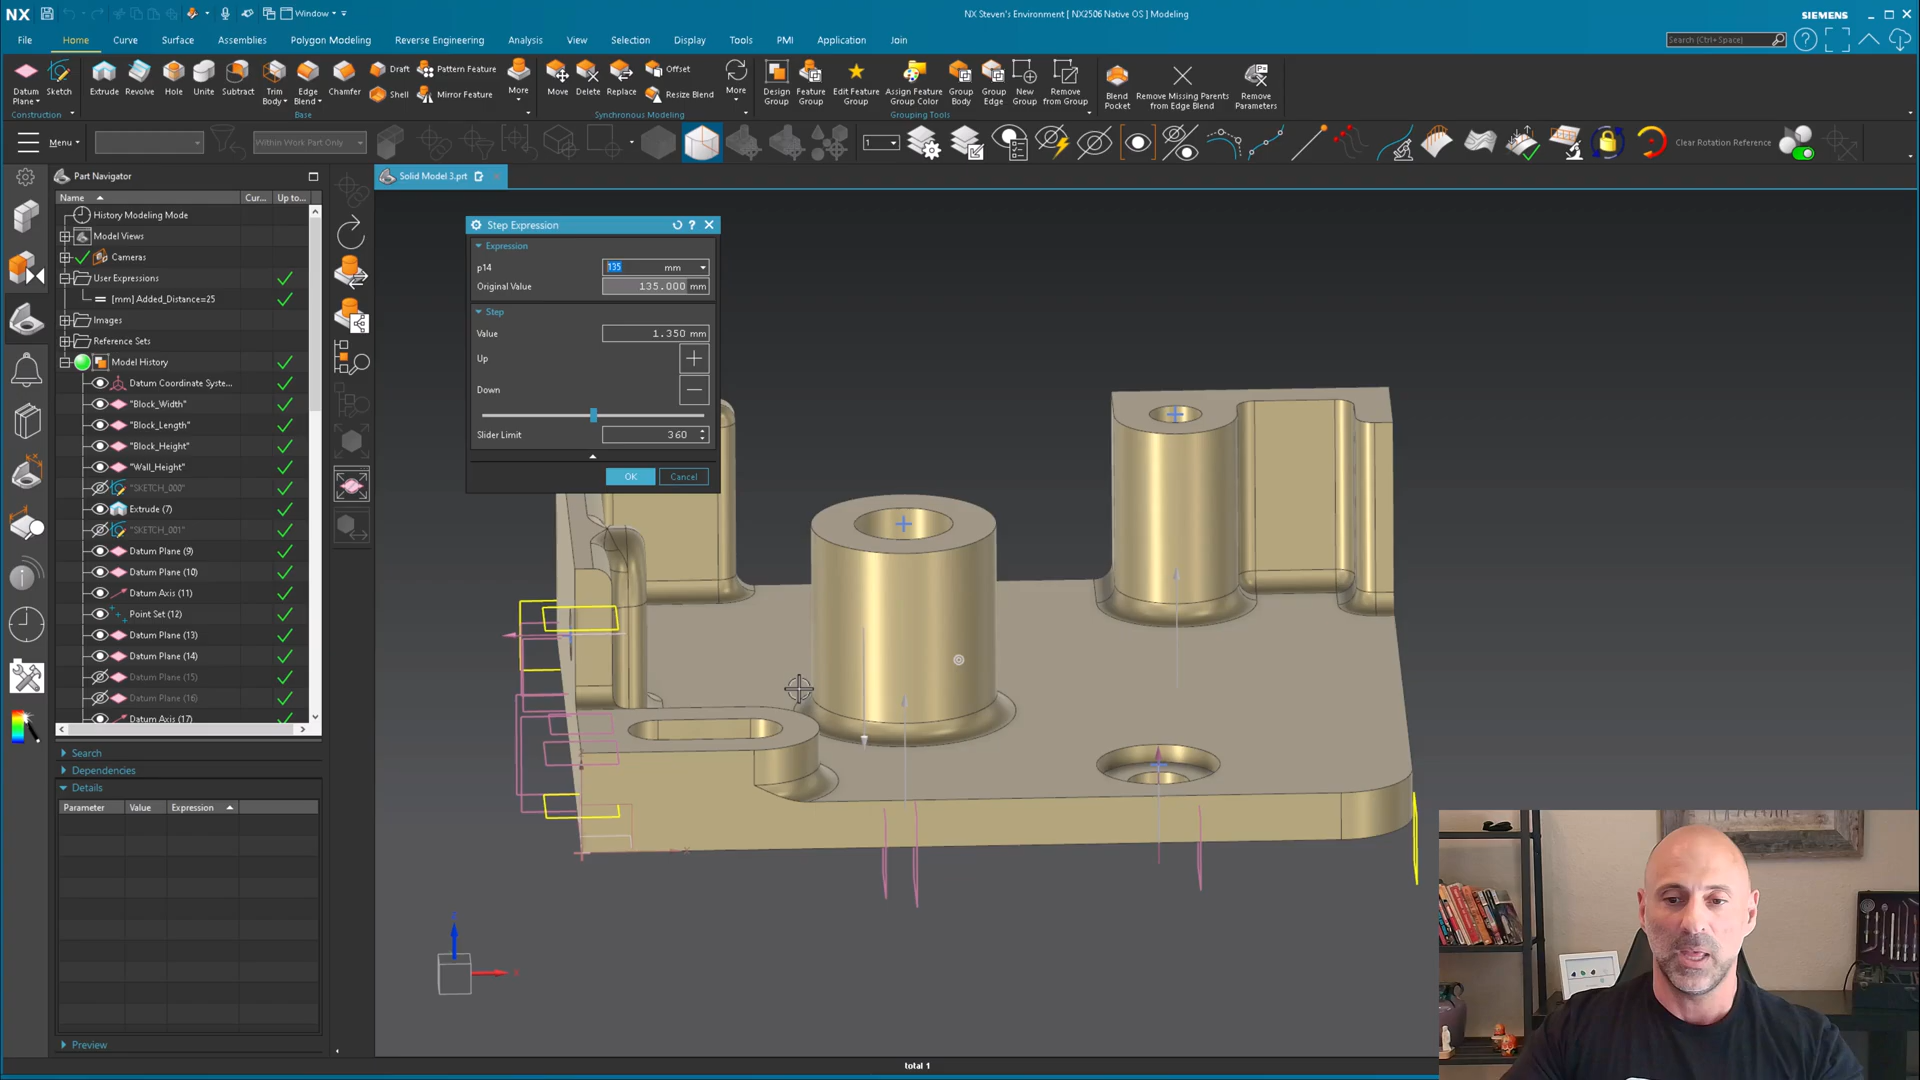 NX
Window
NX Steven's Environment [ NX2506 Native OS ] Modeling
SIEMENS
File
Home
Curve
Surface
Assemblies
Polygon Modeling
Reverse Engineering
Analysis
View
Selection
Display
Tools
PMI
Application
Join
Search (Ctrl+Space)
Datum Plane
Sketch
Extrude
Revolve
Hole
Unite
Subtract
Trim Body
Edge Blend
Chamfer
Draft
Shell
Pattern Feature
Mirror Feature
More
Move
Delete
Replace
Offset
Resize Blend
More
Design Group
Feature Group
Edit Feature Group
Assign Feature Group Color
Group Body
Group Edge
New Group
Remove from Group
Blend Pocket
Remove Missing Parents from Edge Blend
Remove Parameters
Construction
Base
Synchronous Modeling
Grouping Tools
Menu
Within Work Part Only
1
Clear Rotation Reference
Part Navigator
Solid Model 3.prt
Name
Cur...
Up to...
History Modeling Mode
Model Views
Cameras
User Expressions
[mm] Added_Distance=25
Images
Reference Sets
Model History
Datum Coordinate Syste...
"Block_Width"
"Block_Length"
"Block_Height"
"Wall_Height"
"SKETCH_000"
Extrude (7)
"SKETCH_001"
Datum Plane (9)
Datum Plane (10)
Datum Axis (11)
Point Set (12)
Datum Plane (13)
Datum Plane (14)
Datum Plane (15)
Datum Plane (16)
Datum Axis (17)
Search
Dependencies
Details
Parameter
Value
Expression
Preview
Step Expression
Expression
p14
135 mm
Original Value
135.000 mm
Step
Value
1.350 mm
Up
Down
Slider Limit
360
OK
Cancel
total 1